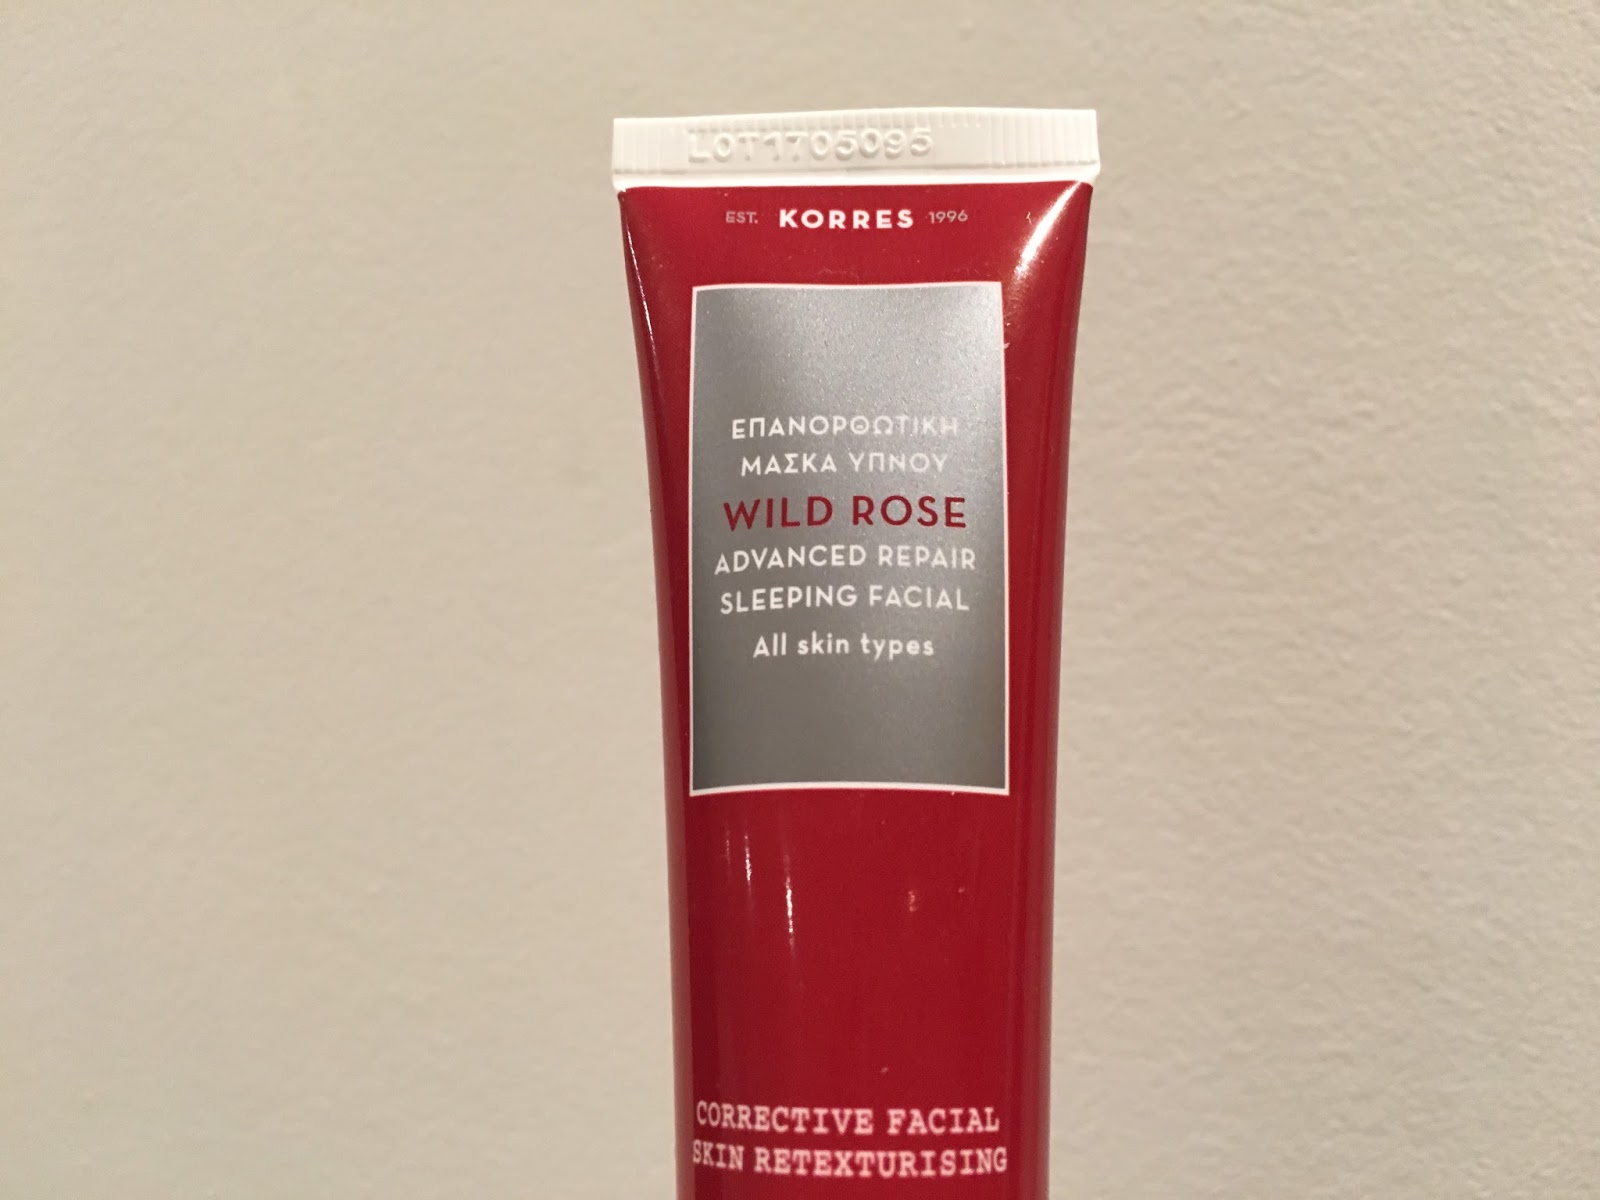 LOT1705095
EST. KORRES 1996
ΕΠΑΝΟΡΘΩΤΙΚΗ
ΜΑΣΚΑ ΥΠΝΟΥ
WILD ROSE
ADVANCED REPAIR
SLEEPING FACIAL
All skin types
CORRECTIVE FACIAL
SKIN RETEXTURISING